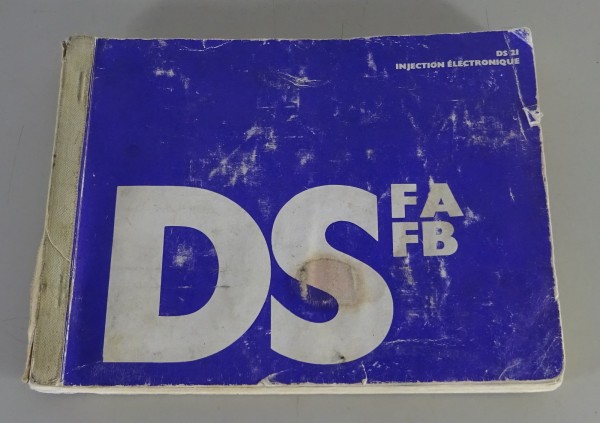 DS 21
INJECTION ÉLECTRONIQUE
DS
FA
FB